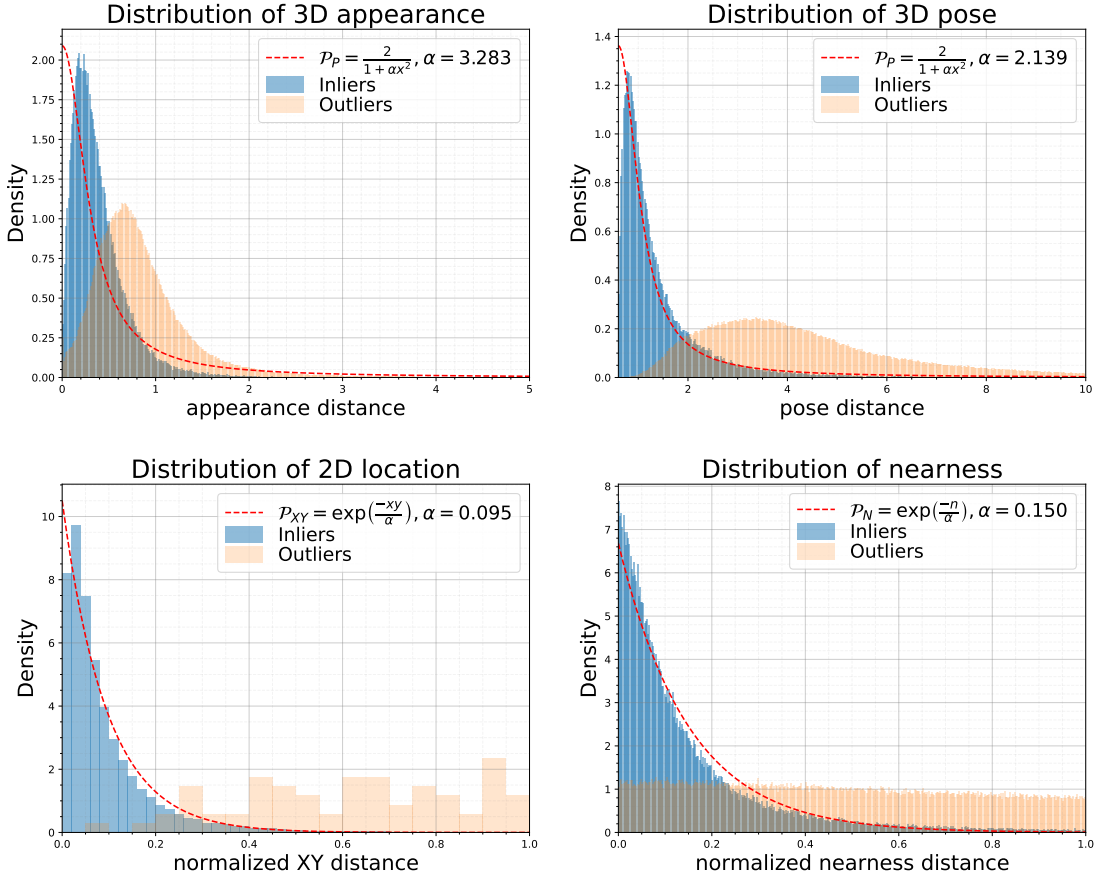 Distribution of 3D appearance
Density
2.00
1.75
1.50
1.25
1.00
0.75
0.50
0.25
0.00
𝒫_P = 2/(1+αx²), α = 3.283
Inliers
Outliers
0 1 2 3 4 5
appearance distance
Distribution of 3D pose
Density
1.4
1.2
1.0
0.8
0.6
0.4
0.2
0.0
𝒫_P = 2/(1+αx²), α = 2.139
Inliers
Outliers
2 4 6 8 10
pose distance
Distribution of 2D location
Density
10
8
6
4
2
0
𝒫_XY = exp(−xy/α), α = 0.095
Inliers
Outliers
0.0 0.2 0.4 0.6 0.8 1.0
normalized XY distance
Distribution of nearness
Density
8
7
6
5
4
3
2
1
0
𝒫_N = exp(−n/α), α = 0.150
Inliers
Outliers
0.0 0.2 0.4 0.6 0.8 1.0
normalized nearness distance